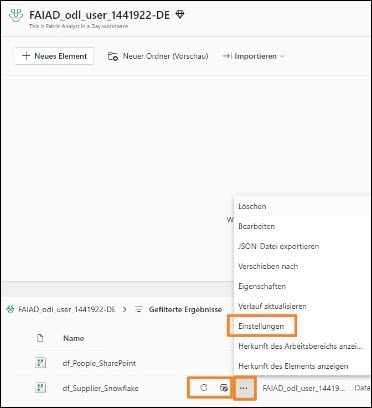 FAIAD_odl_user_1441922-DE
This is Fabric Analyst in a Day workspace
+ Neues Element
Neuer Ordner (Vorschau)
Importieren
Löschen
W
Bearbeiten
JSON-Datei exportieren
Verschieben nach
Eigenschaften
Verlauf aktualisieren
FAIAD_odl_user_1441922-DE > Gefilterte Ergebnisse
Einstellungen
Name
Herkunft des Arbeitsbereichs anzei...
df_People_SharePoint
Herkunft des Elements anzeigen
df_Supplier_Snowflake ... FAIAD_odl_user_14419... Data